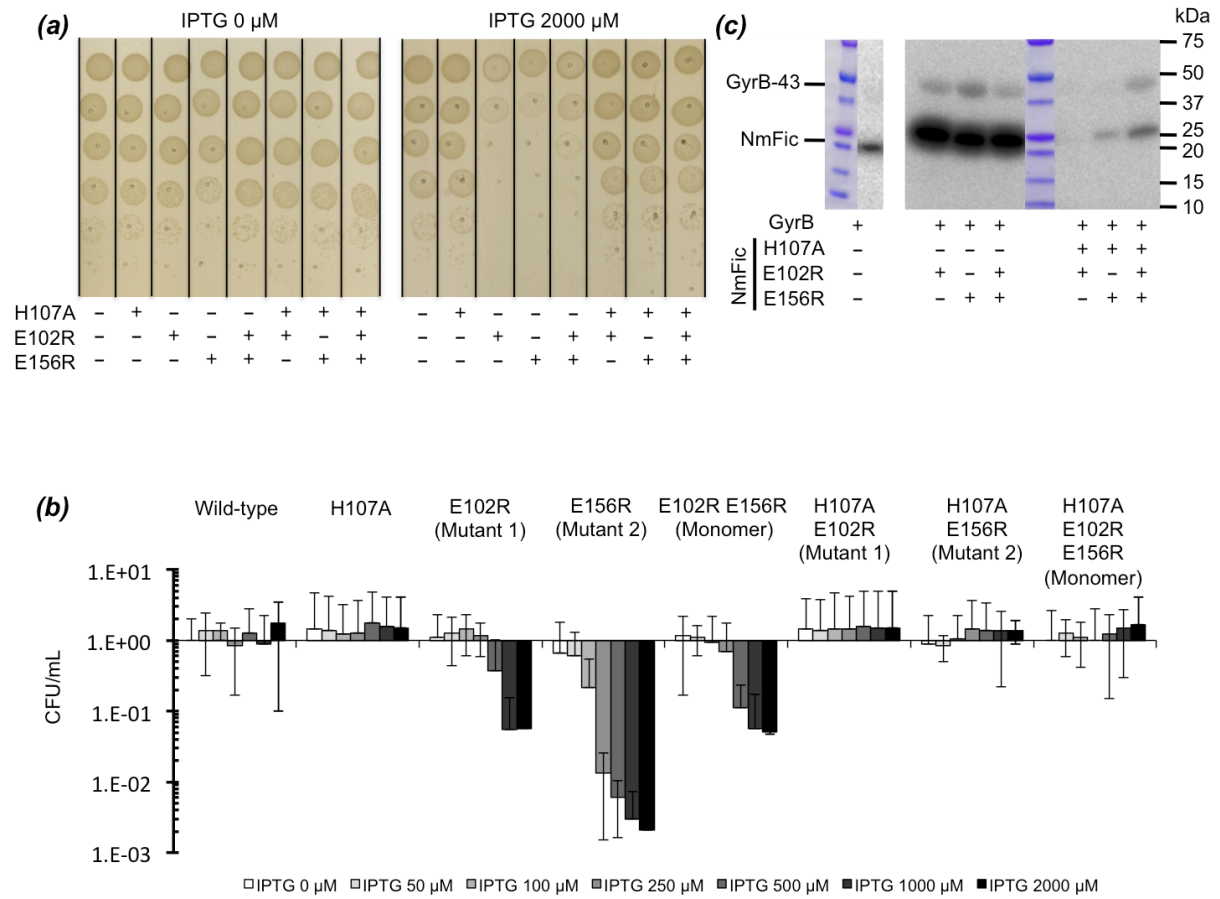 (a)
IPTG 0 µM
IPTG 2000 µM
H107A – + – – – + + +
E102R – – + – + + – +
E156R – – – + + – + +
– + – – – + + +
– – + – + + – +
– – – + + – + +
(c)
kDa
75
50
37
25
20
15
10
GyrB-43
NmFic
GyrB + + + + + + +
NmFic
H107A – – – – + + +
E102R – + – + + – +
E156R – – + + – + +
(b)
Wild-type
H107A
E102R
(Mutant 1)
E156R
(Mutant 2)
E102R E156R
(Monomer)
H107A
E102R
(Mutant 1)
H107A
E156R
(Mutant 2)
H107A
E102R
E156R
(Monomer)
CFU/mL
1.E+01
1.E+00
1.E-01
1.E-02
1.E-03
IPTG 0 µM IPTG 50 µM IPTG 100 µM IPTG 250 µM IPTG 500 µM IPTG 1000 µM IPTG 2000 µM